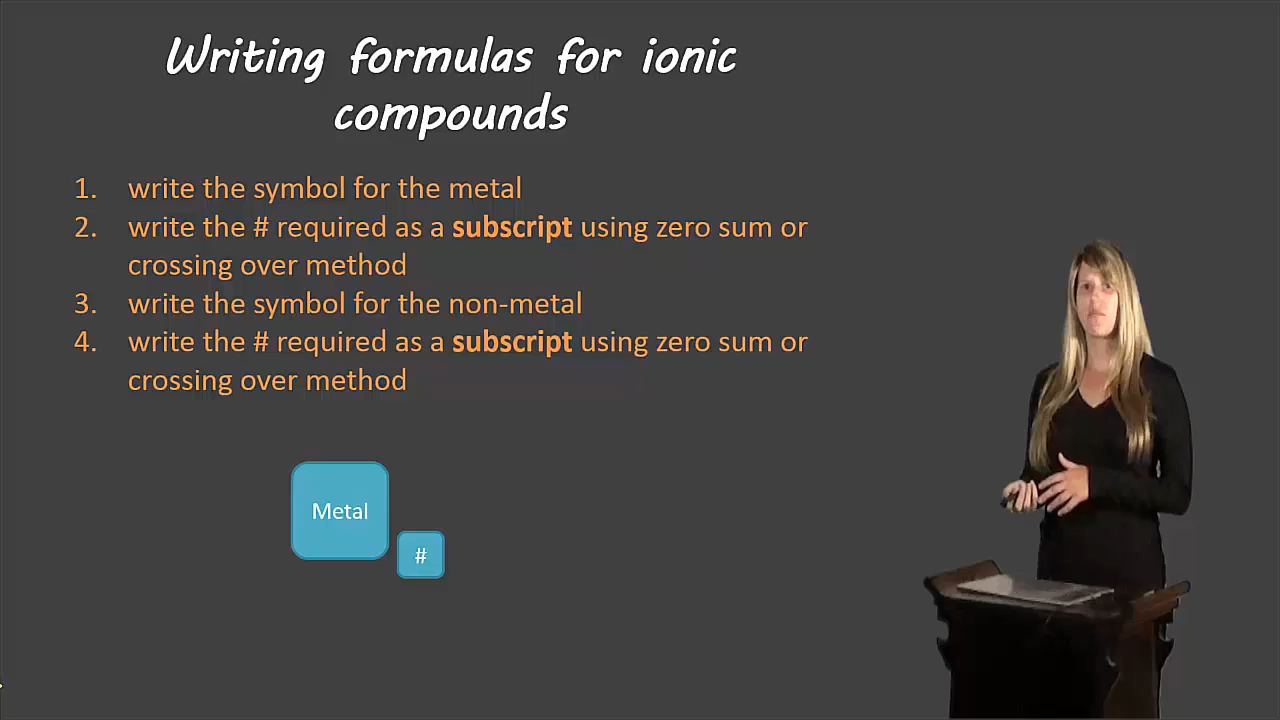 Writing formulas for ionic
compounds
1. write the symbol for the metal
2. write the # required as a subscript using zero sum or
crossing over method
3. write the symbol for the non-metal
4. write the # required as a subscript using zero sum or
crossing over method
Metal
#